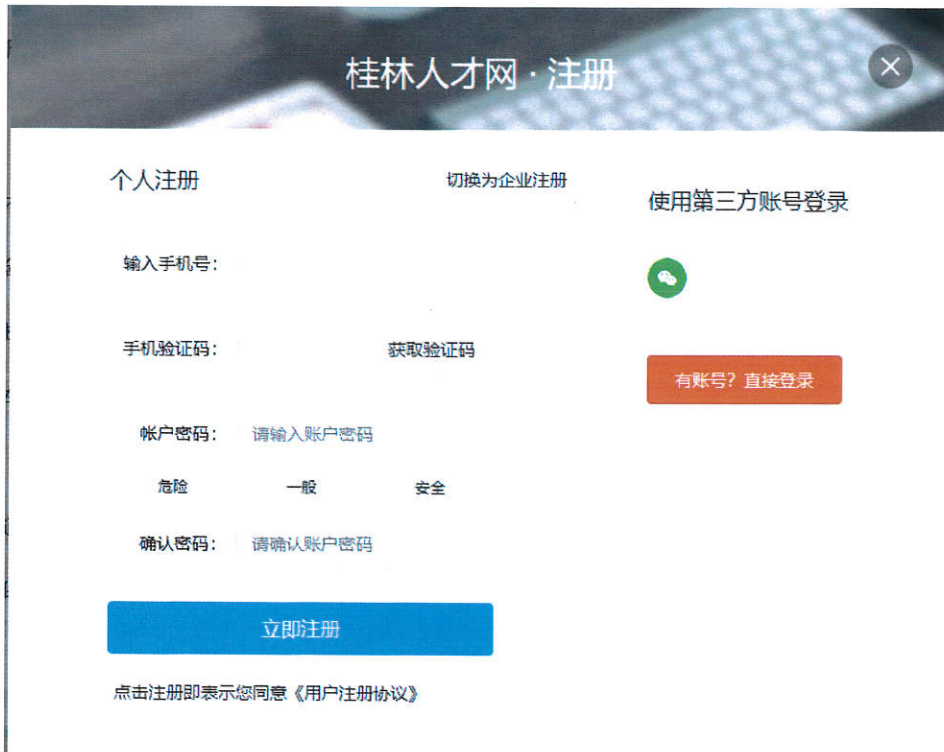 桂林人才网 · 注册
个人注册
切换为企业注册
输入手机号：
手机验证码：
获取验证码
帐户密码：
请输入账户密码
危险
一般
安全
确认密码：
请确认账户密码
立即注册
点击注册即表示您同意《用户注册协议》
使用第三方账号登录
有账号？直接登录